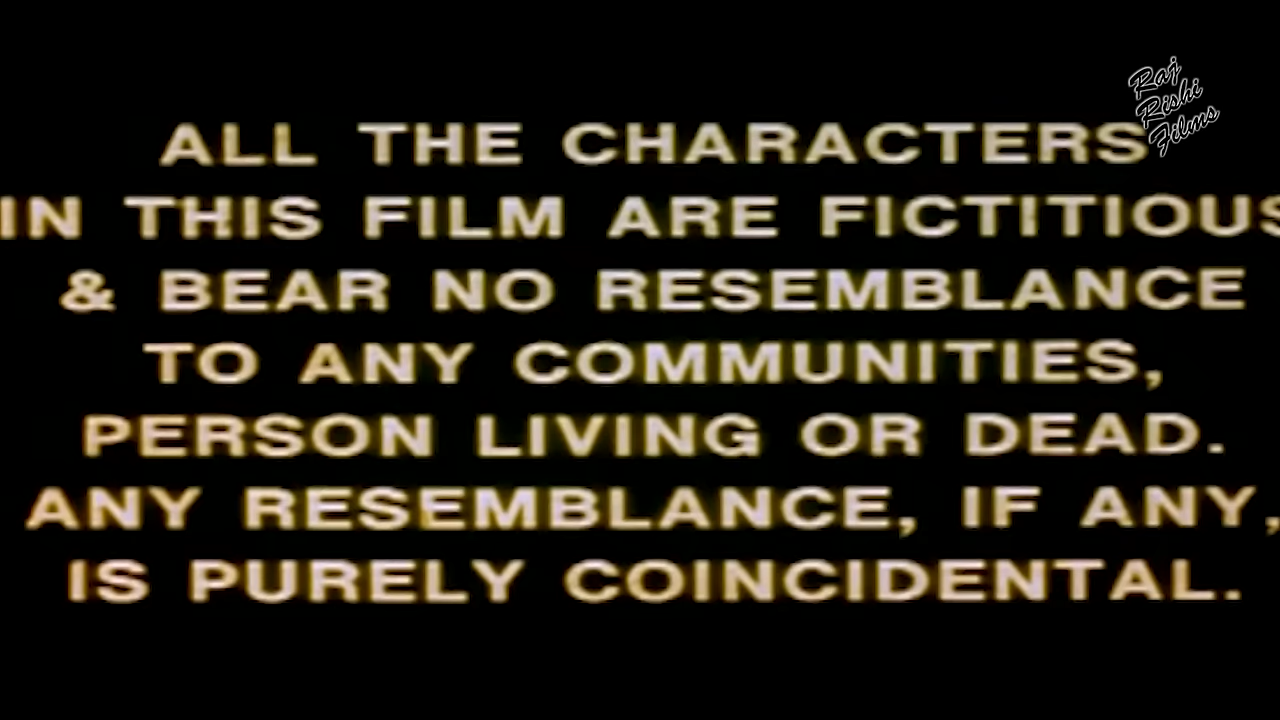 Raj
Rishi
Films
ALL THE CHARACTERS
IN THIS FILM ARE FICTITIOUS
& BEAR NO RESEMBLANCE
TO ANY COMMUNITIES,
PERSON LIVING OR DEAD.
ANY RESEMBLANCE, IF ANY,
IS PURELY COINCIDENTAL.